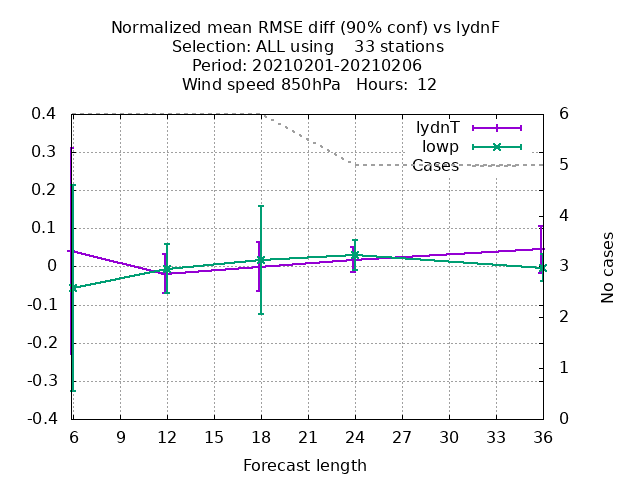 Normalized mean RMSE diff (90% conf) vs lydnF
Selection: ALL using    33 stations
Period: 20210201-20210206
Wind speed 850hPa   Hours:  12
0.4
0.3
0.2
0.1
0
-0.1
-0.2
-0.3
-0.4
lydnT
lowp
Cases
6
5
4
3
2
1
0
No cases
6 9 12 15 18 21 24 27 30 33 36
Forecast length